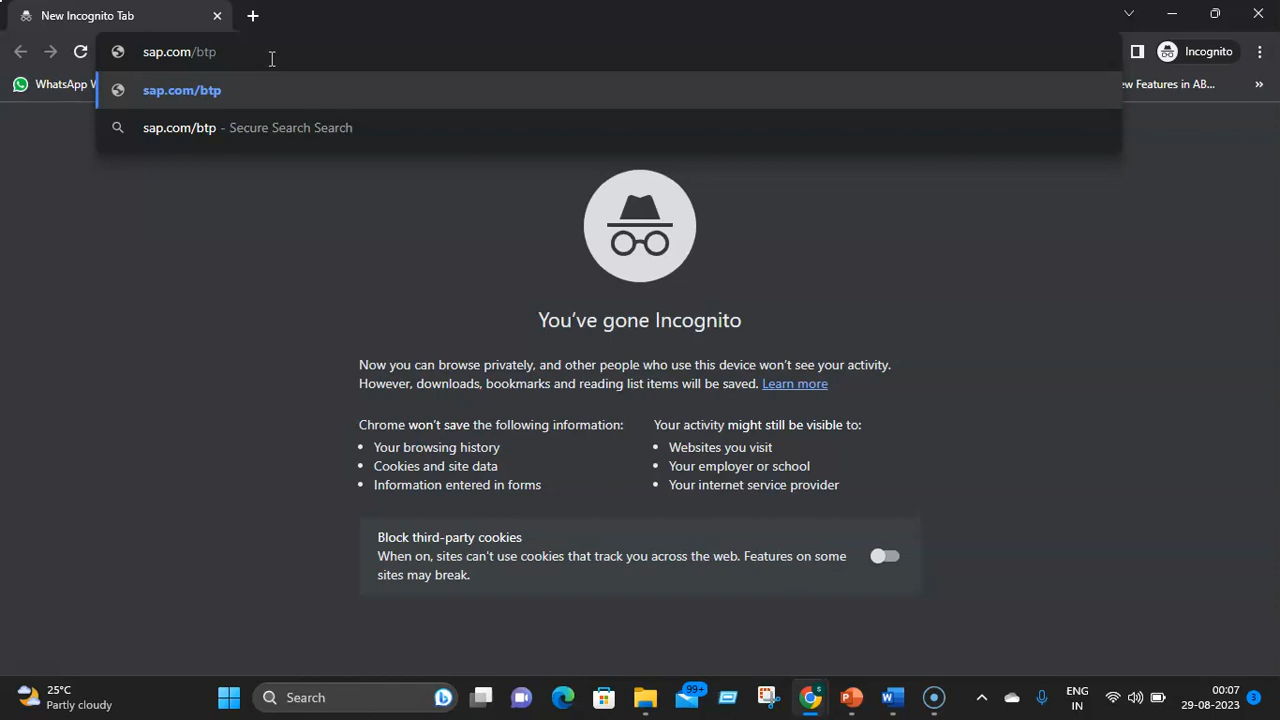 New Incognito Tab
sap.com/btp
Incognito
WhatsApp W
ew Features in AB...
»
sap.com/btp
sap.com/btp - Secure Search Search
You've gone Incognito
Now you can browse privately, and other people who use this device won't see your activity.
However, downloads, bookmarks and reading list items will be saved. Learn more
Chrome won't save the following information:
• Your browsing history
• Cookies and site data
• Information entered in forms
Your activity might still be visible to:
• Websites you visit
• Your employer or school
• Your internet service provider
Block third-party cookies
When on, sites can't use cookies that track you across the web. Features on some
sites may break.
25°C
Partly cloudy
Search
99+
S
ENG
IN
00:07
29-08-2023
3